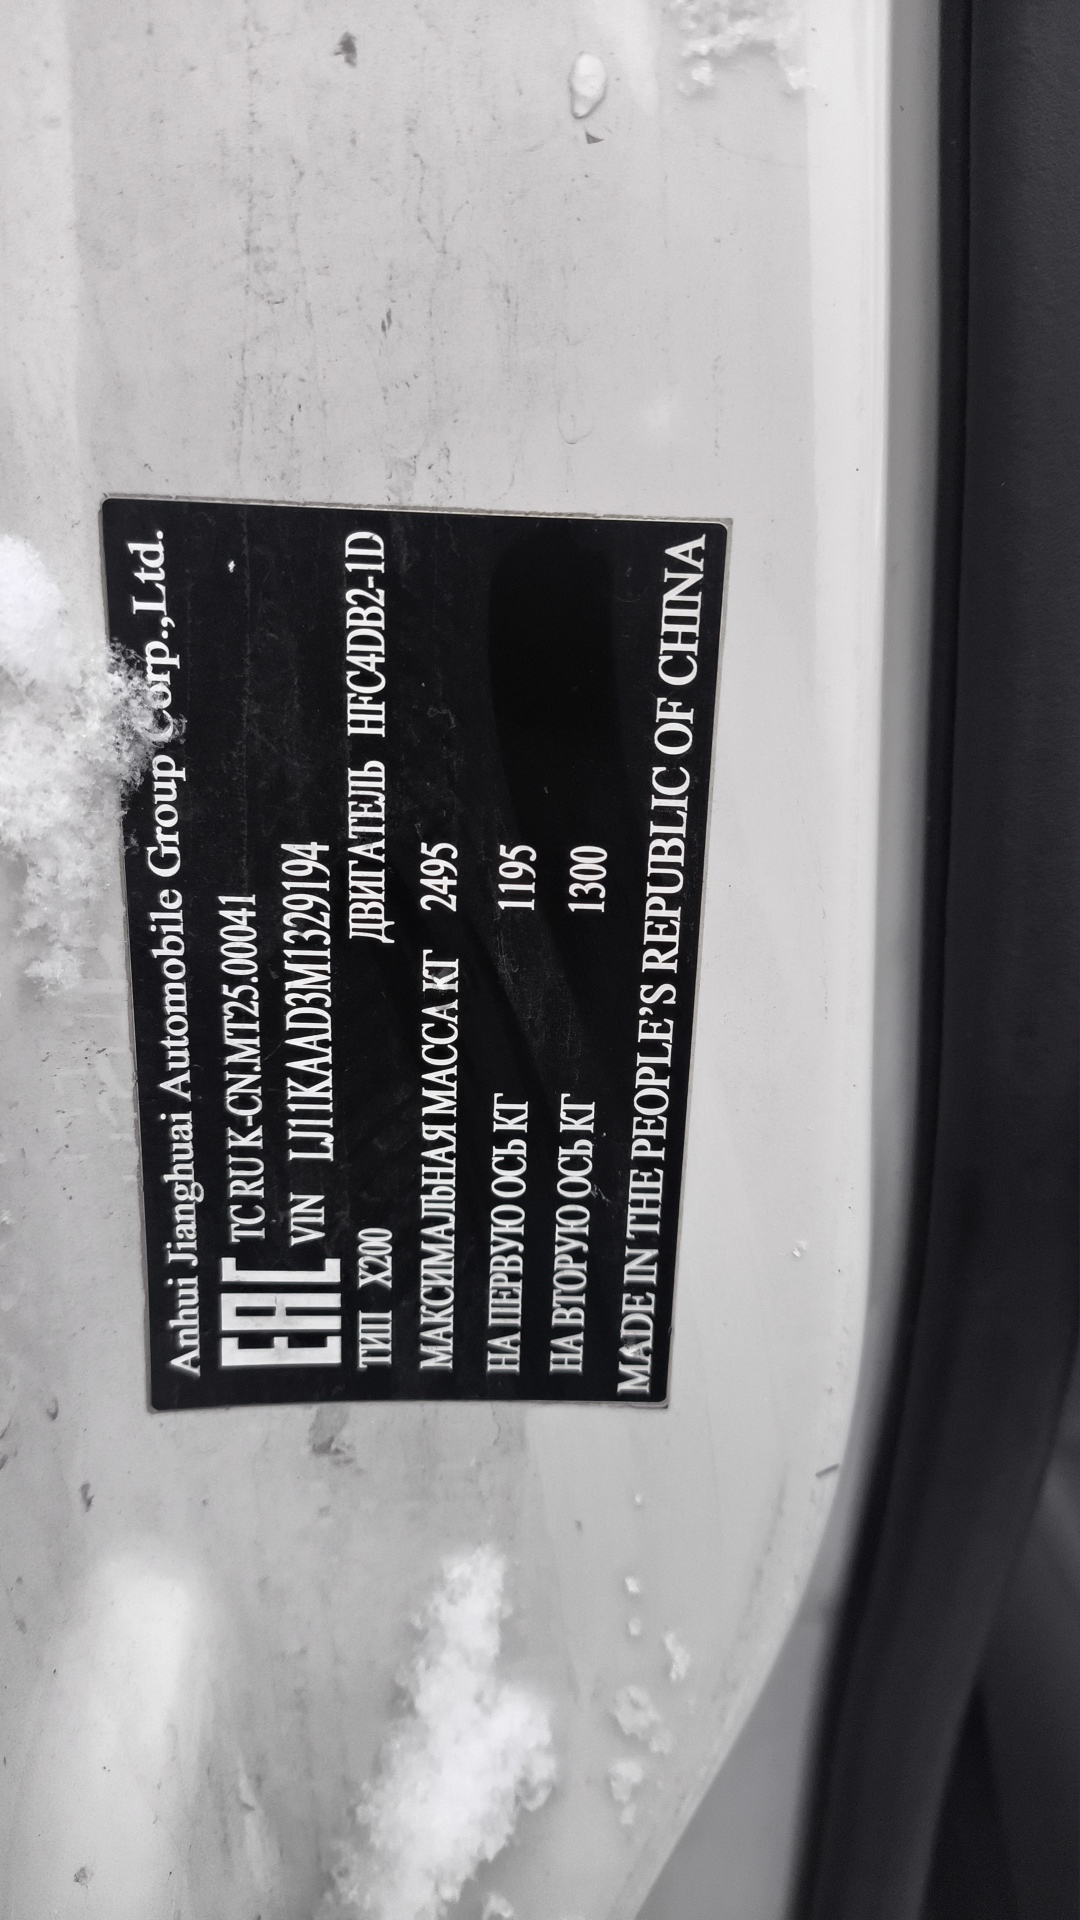 Anhui Jianghuai Automobile Group Corp.,Ltd.
EAC TC RU K-CN.MT25.00041
VIN LJ11KAAD3M1329194
ТИП X200 ДВИГАТЕЛЬ HFC4DB2-1D
МАКСИМАЛЬНАЯ МАССА КГ 2495
НА ПЕРВУЮ ОСЬ КГ 1195
НА ВТОРУЮ ОСЬ КГ 1300
MADE IN THE PEOPLE'S REPUBLIC OF CHINA